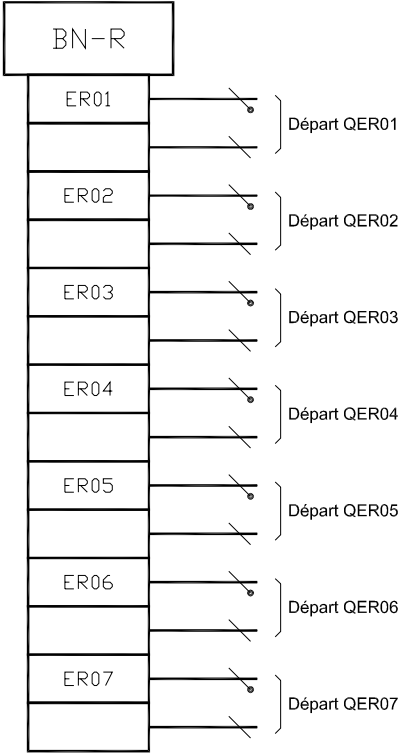 BN-R
ER01
Départ QER01
ER02
Départ QER02
ER03
Départ QER03
ER04
Départ QER04
ER05
Départ QER05
ER06
Départ QER06
ER07
Départ QER07